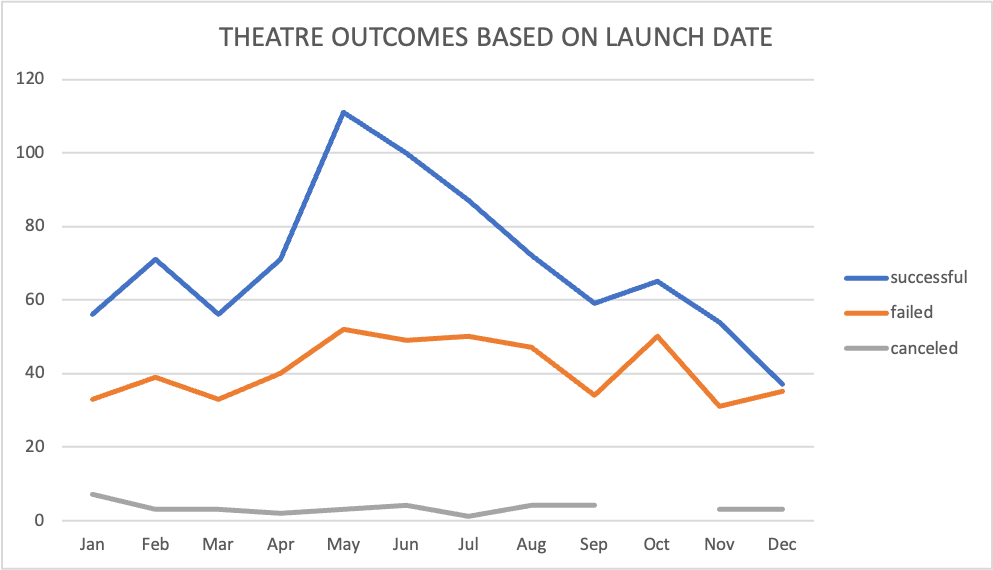 THEATRE OUTCOMES BASED ON LAUNCH DATE
120
100
80
60
40
20
0
Jan Feb Mar Apr May Jun Jul Aug Sep Oct Nov Dec
successful
failed
canceled